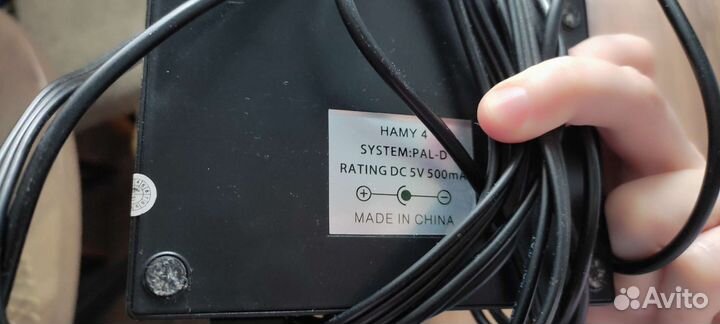 HAMY 4
SYSTEM:PAL-D
RATING DC 5V 500mA
MADE IN CHINA
Avito